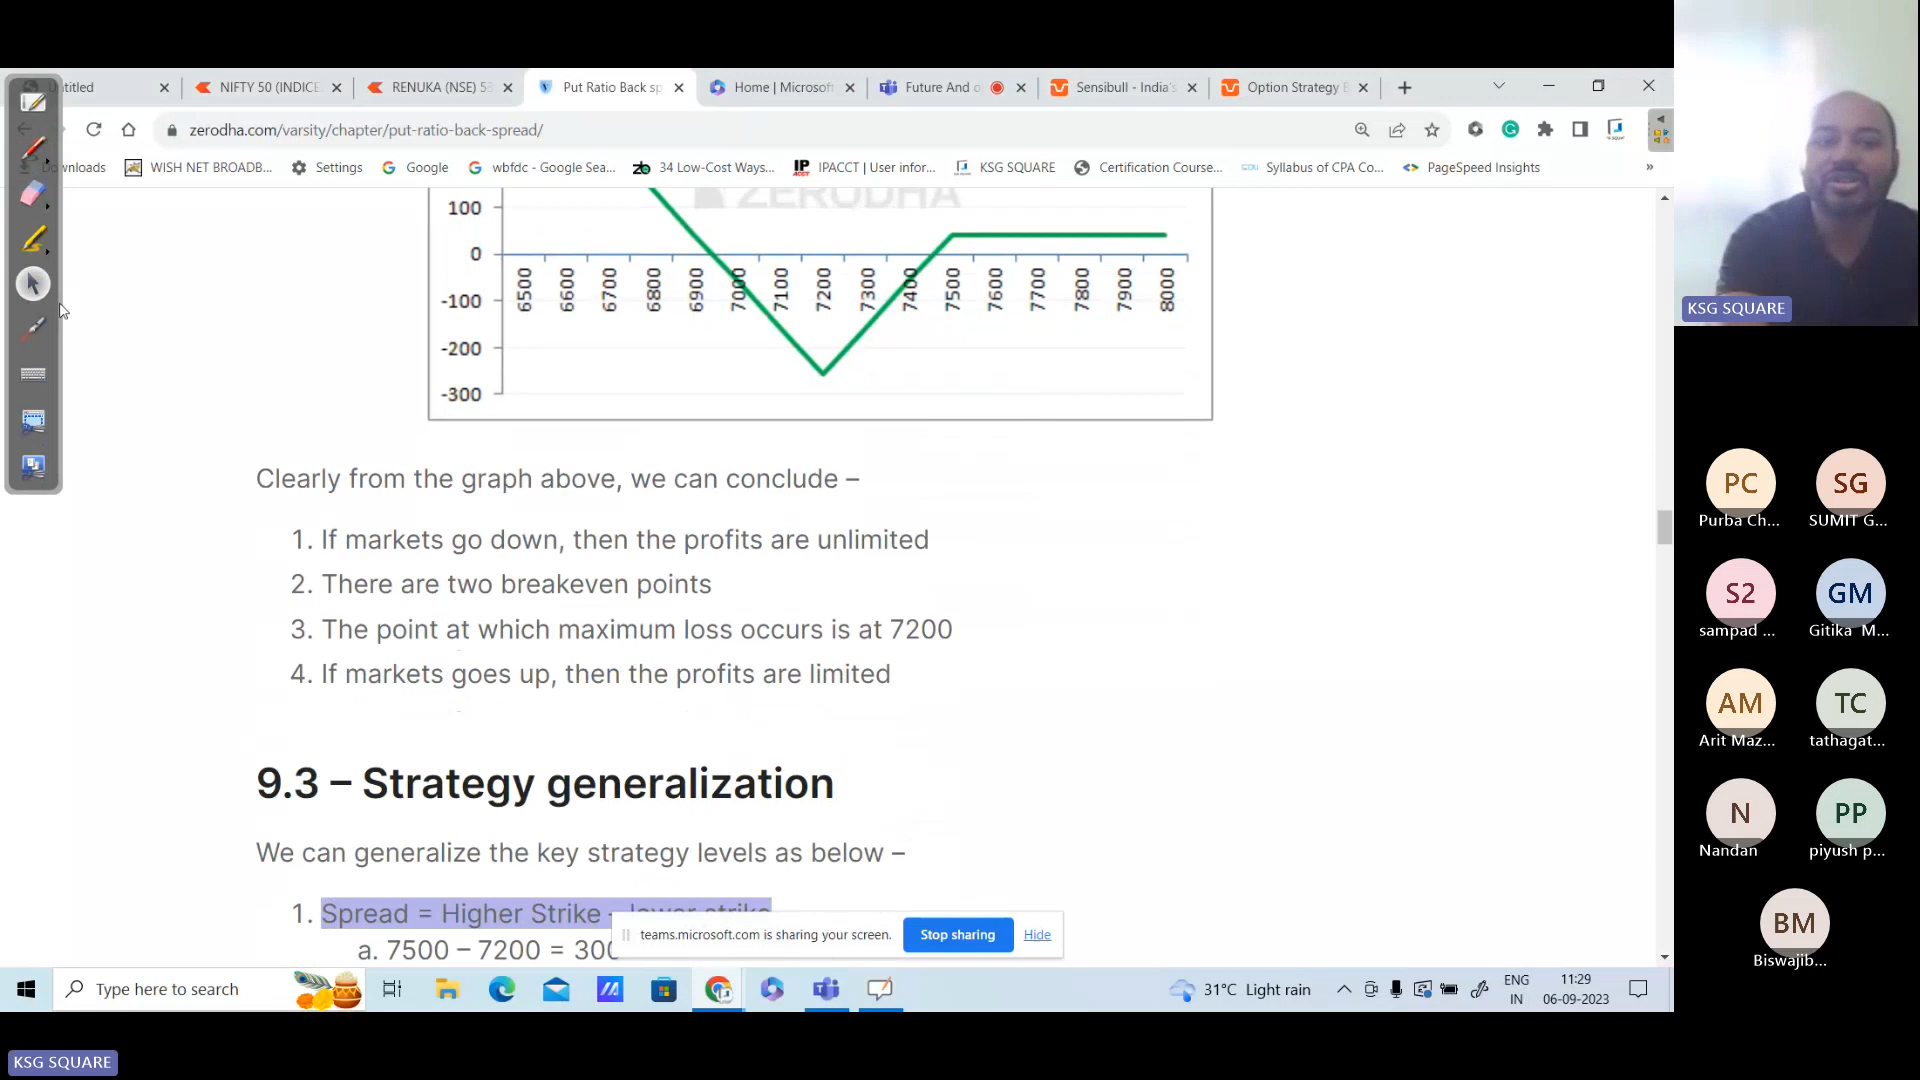 Untitled
NIFTY 50 (INDICE
RENUKA (NSE) 53
Put Ratio Back sp
Home | Microsoft
Future And o
Sensibull - India's
Option Strategy B
zerodha.com/varsity/chapter/put-ratio-back-spread/
Downloads
WISH NET BROADB...
Settings
Google
wbfdc - Google Sea...
34 Low-Cost Ways...
IPACCT | User infor...
KSG SQUARE
Certification Course...
Syllabus of CPA Co...
PageSpeed Insights
»
ZERODHA
100
0
-100
-200
-300
6500 6600 6700 6800 6900 7000 7100 7200 7300 7400 7500 7600 7700 7800 7900 8000
Clearly from the graph above, we can conclude –
1. If markets go down, then the profits are unlimited
2. There are two breakeven points
3. The point at which maximum loss occurs is at 7200
4. If markets goes up, then the profits are limited
9.3 – Strategy generalization
We can generalize the key strategy levels as below –
1. Spread = Higher Strike - lower strike
a. 7500 – 7200 = 300
teams.microsoft.com is sharing your screen.
Stop sharing
Hide
Type here to search
31°C Light rain
ENG
IN
11:29
06-09-2023
KSG SQUARE
KSG SQUARE
PC
Purba Ch...
SG
SUMIT G...
S2
sampad ...
GM
Gitika M...
AM
Arit Maz...
TC
tathagat...
N
Nandan
PP
piyush p...
BM
Biswajib...